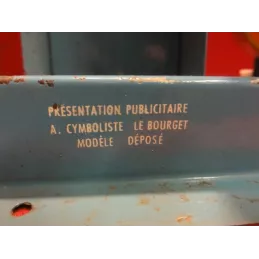 PRÉSENTATION PUBLICITAIRE
A. CYMBOLISTE LE BOURGET
MODÈLE DÉPOSÉ